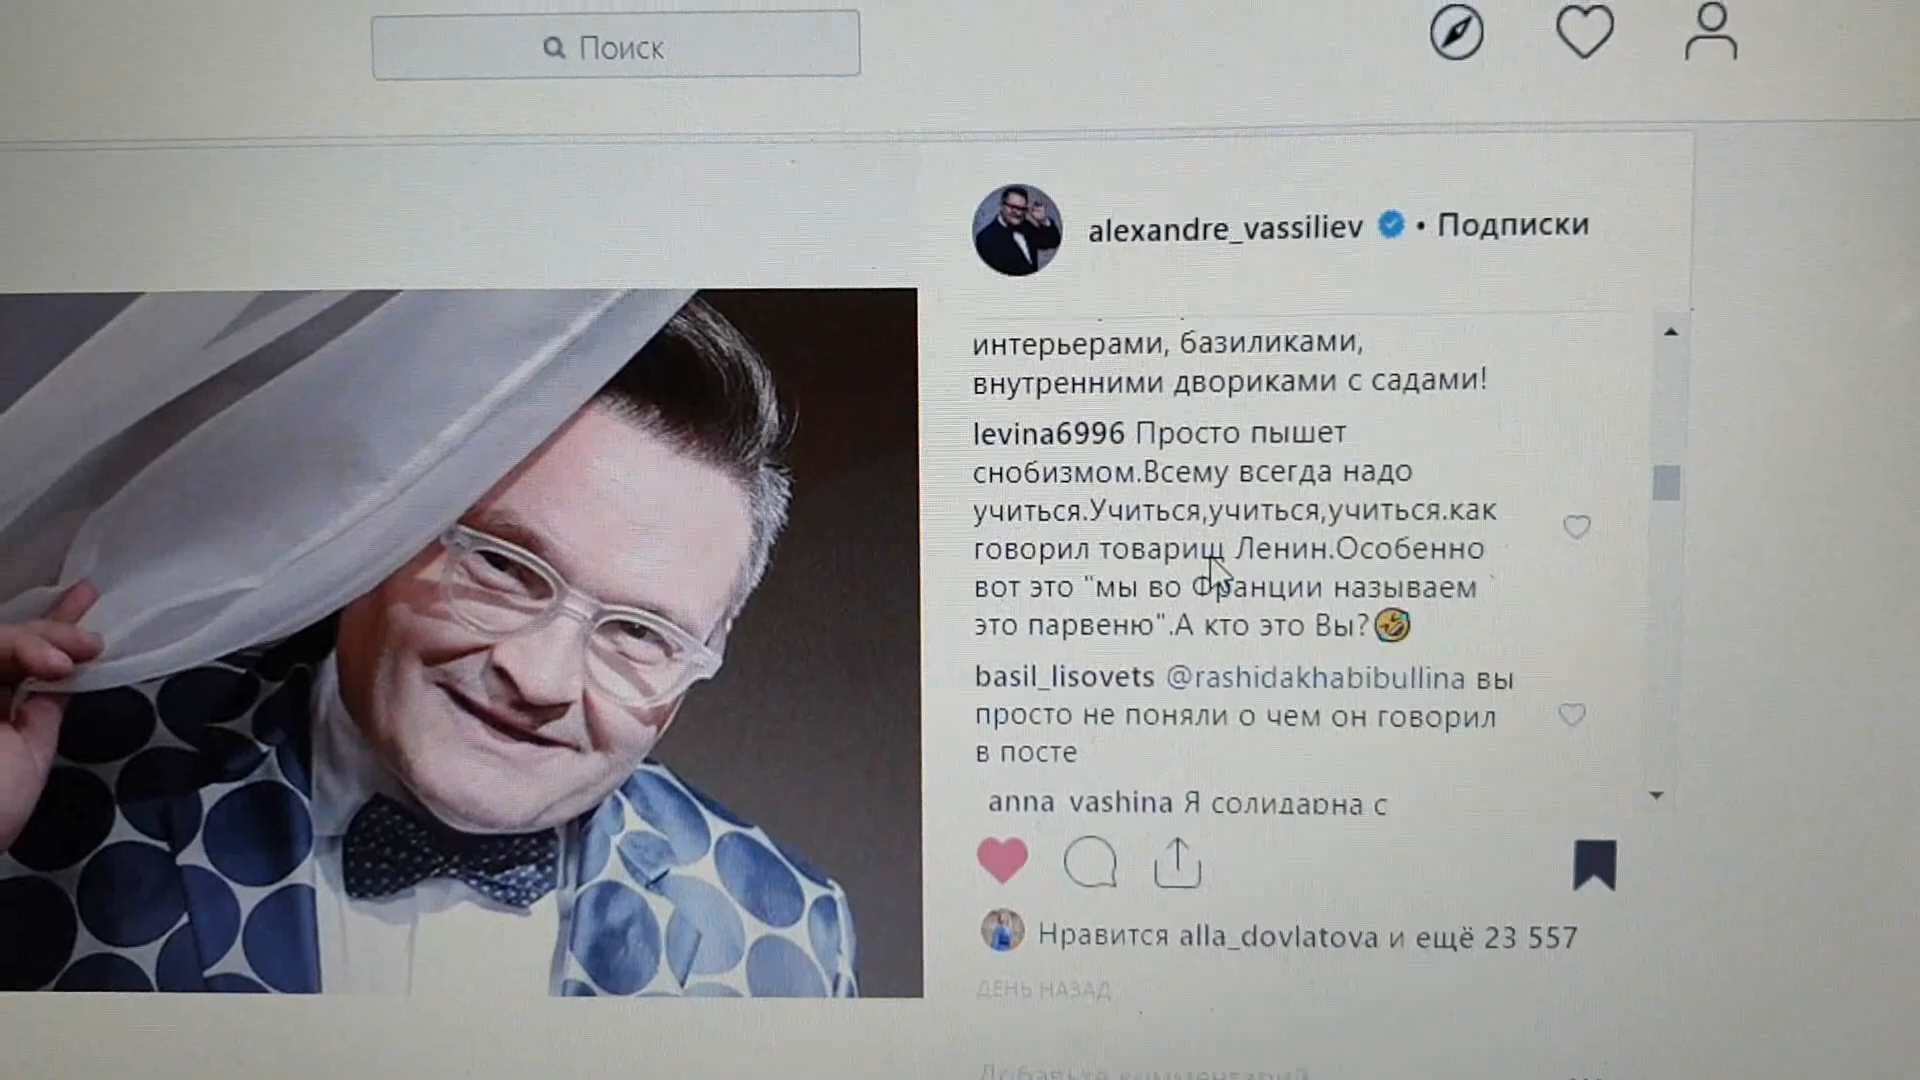 Поиск
alexandre_vassiliev • Подписки
интерьерами, базиликами,
внутренними двориками с садами!
levina6996 Просто пышет
снобизмом.Всему всегда надо
учиться.Учиться,учиться,учиться.как
говорил товарищ Ленин.Особенно
вот это "мы во Франции называем
это парвеню".А кто это Вы?🤣
basil_lisovets @rashidakhabibullina вы
просто не поняли о чем он говорил
в посте
anna_vashina Я солидарна с
Нравится alla_dovlatova и ещё 23 557
ДЕНЬ НАЗАД
Добавьте комментарий